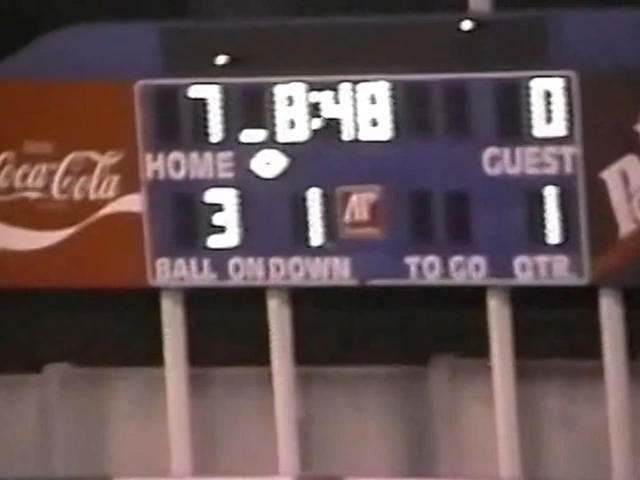 7 8:48 0
HOME GUEST
3 1 1
BALL ON DOWN TO GO QTR
Coca-Cola